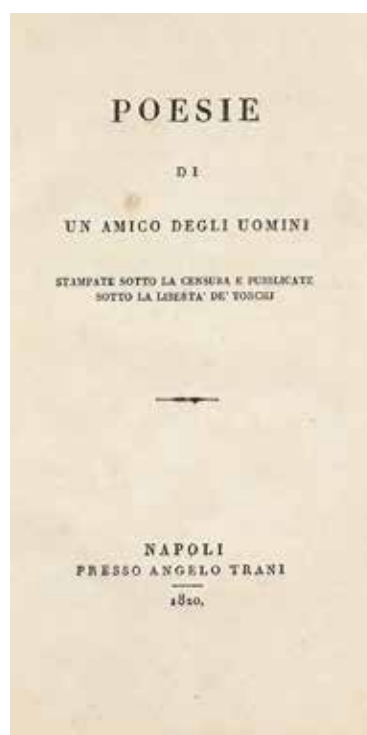 POESIE
DI
UN AMICO DEGLI UOMINI
STAMPATE SOTTO LA CENSURA E PUBBLICATE
SOTTO LA LIBERTA' DE' TORCHJ
NAPOLI
PRESSO ANGELO TRANI
1820.